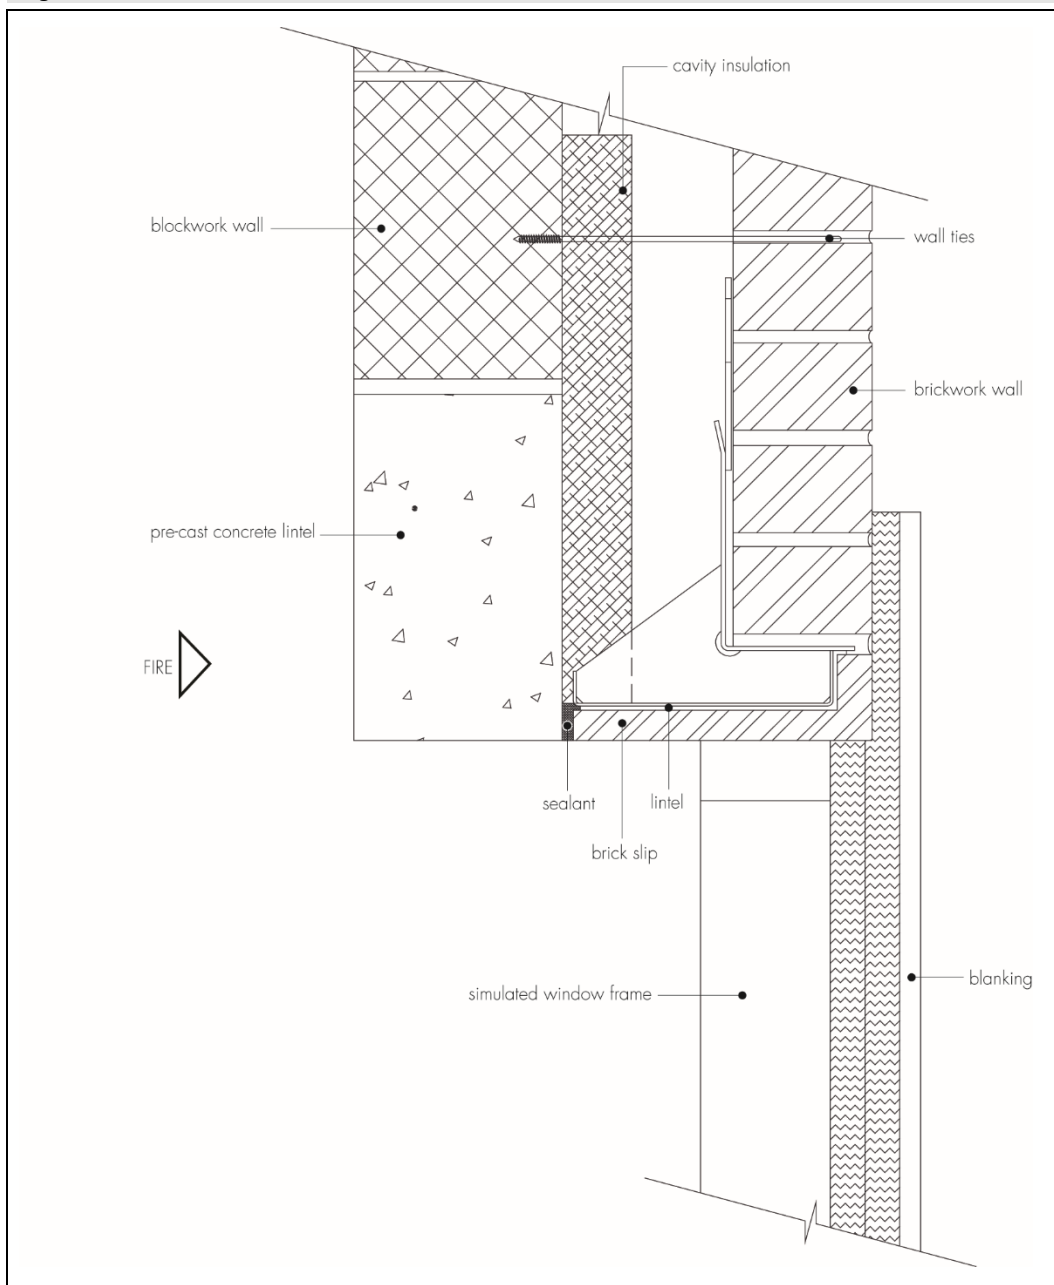 cavity insulation
blockwork wall
wall ties
brickwork wall
pre-cast concrete lintel
FIRE
sealant
lintel
brick slip
simulated window frame
blanking